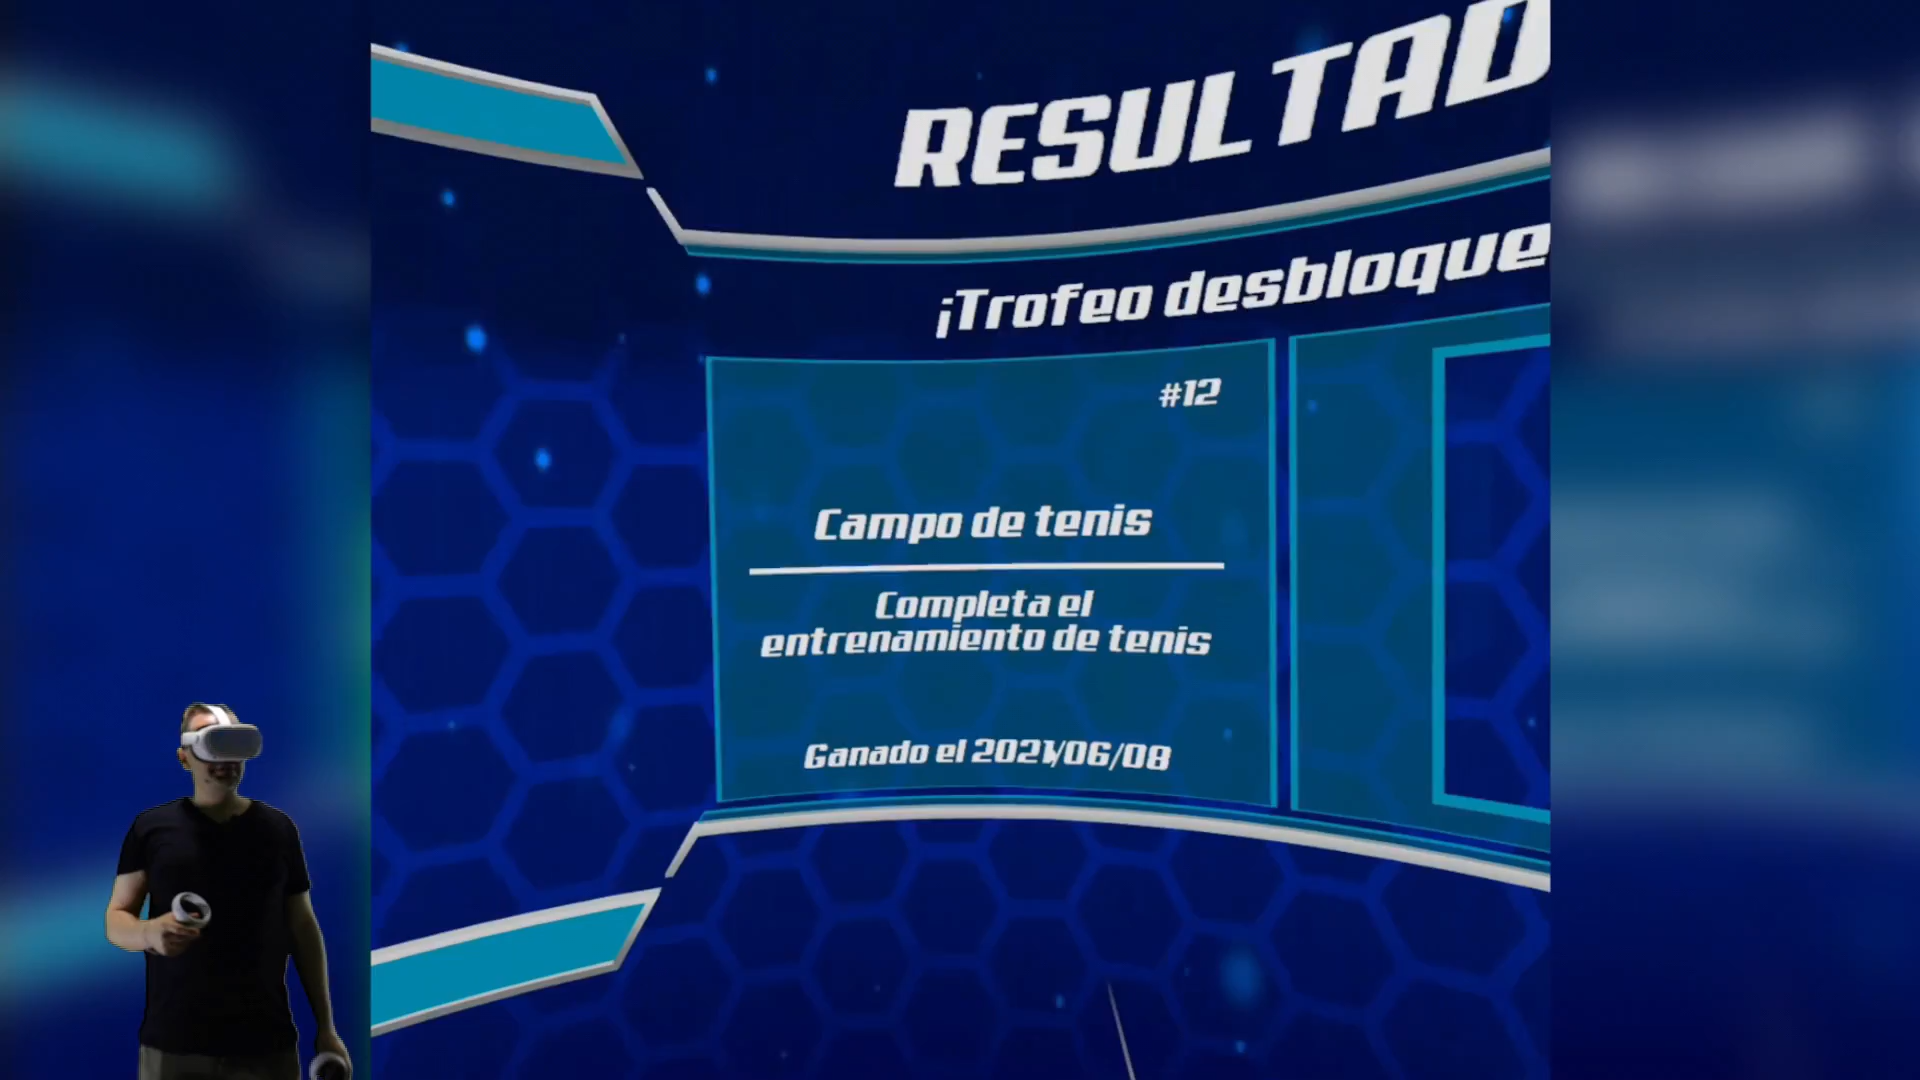 RESULTAD
¡Trofeo desbloque
#12
Campo de tenis
Completa el
entrenamiento de tenis
Ganado el 2021/06/08